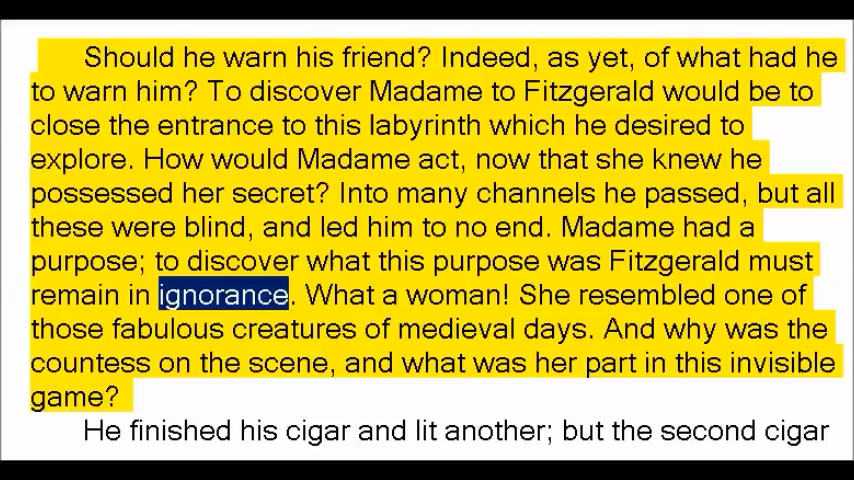 Should he warn his friend? Indeed, as yet, of what had he
to warn him? To discover Madame to Fitzgerald would be to
close the entrance to this labyrinth which he desired to
explore. How would Madame act, now that she knew he
possessed her secret? Into many channels he passed, but all
these were blind, and led him to no end. Madame had a
purpose; to discover what this purpose was Fitzgerald must
remain in ignorance. What a woman! She resembled one of
those fabulous creatures of medieval days. And why was the
countess on the scene, and what was her part in this invisible
game?
He finished his cigar and lit another; but the second cigar